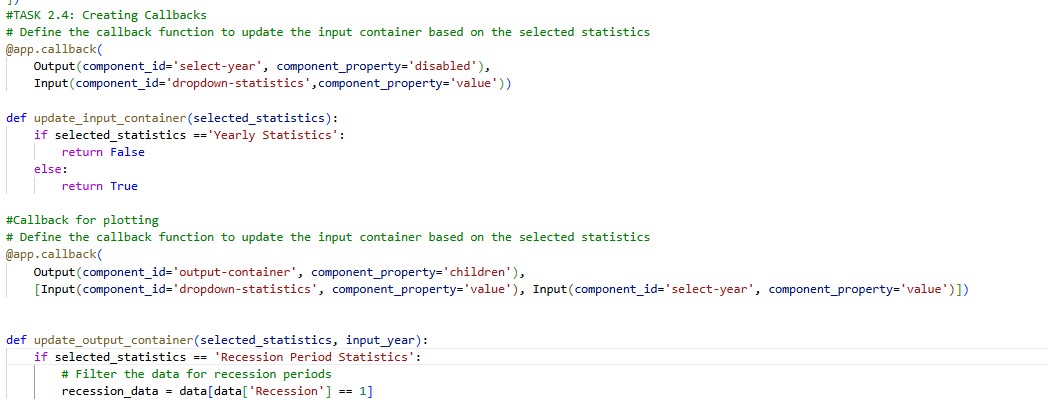 #TASK 2.4: Creating Callbacks
# Define the callback function to update the input container based on the selected statistics
@app.callback(
    Output(component_id='select-year', component_property='disabled'),
    Input(component_id='dropdown-statistics',component_property='value'))

def update_input_container(selected_statistics):
    if selected_statistics =='Yearly Statistics':
        return False
    else:
        return True

#Callback for plotting
# Define the callback function to update the input container based on the selected statistics
@app.callback(
    Output(component_id='output-container', component_property='children'),
    [Input(component_id='dropdown-statistics', component_property='value'), Input(component_id='select-year', component_property='value')])


def update_output_container(selected_statistics, input_year):
    if selected_statistics == 'Recession Period Statistics':
        # Filter the data for recession periods
        recession_data = data[data['Recession'] == 1]